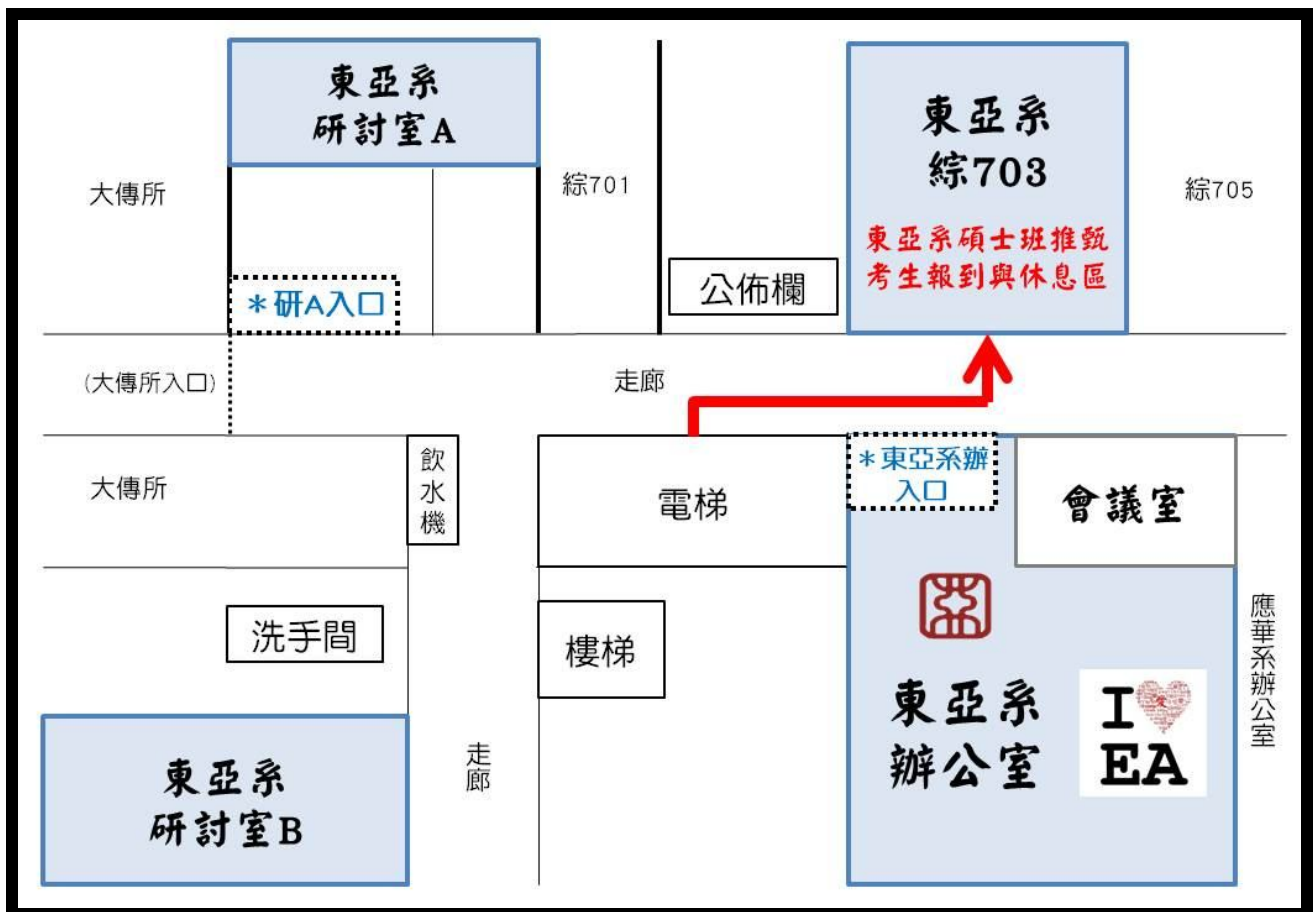 東亞系
研討室A
大傳所
綜701
東亞系
綜703
東亞系碩士班推甄
考生報到與休息區
綜705
公佈欄
*研A入口
(大傳所入口)
走廊
大傳所
飲水機
電梯
*東亞系辦
入口
會議室
洗手間
樓梯
東亞系
辦公室
I
EA
應華系辦公室
東亞系
研討室B
走廊